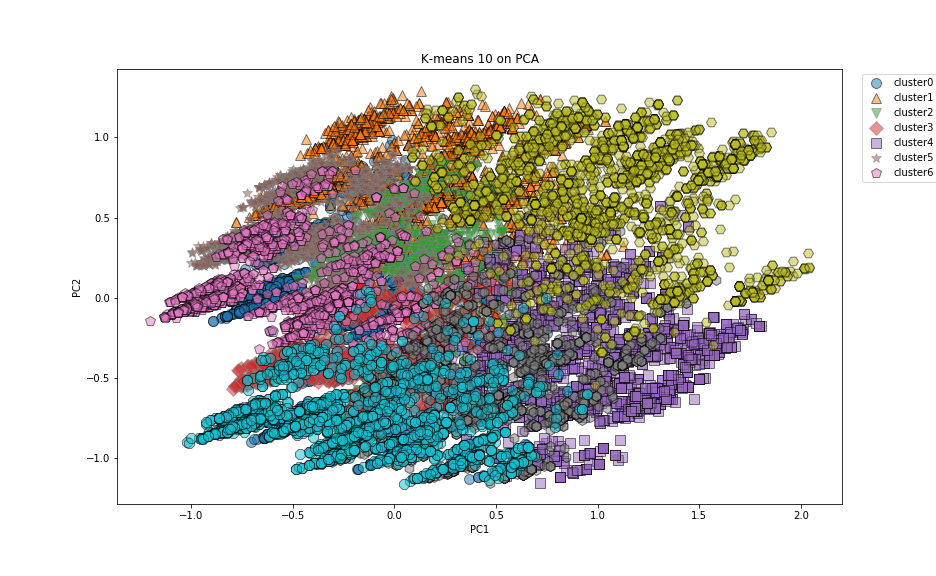 K-means 10 on PCA
cluster0
cluster1
cluster2
cluster3
cluster4
cluster5
cluster6
1.0
0.5
0.0
−0.5
−1.0
PC2
−1.0
−0.5
0.0
0.5
1.0
1.5
2.0
PC1